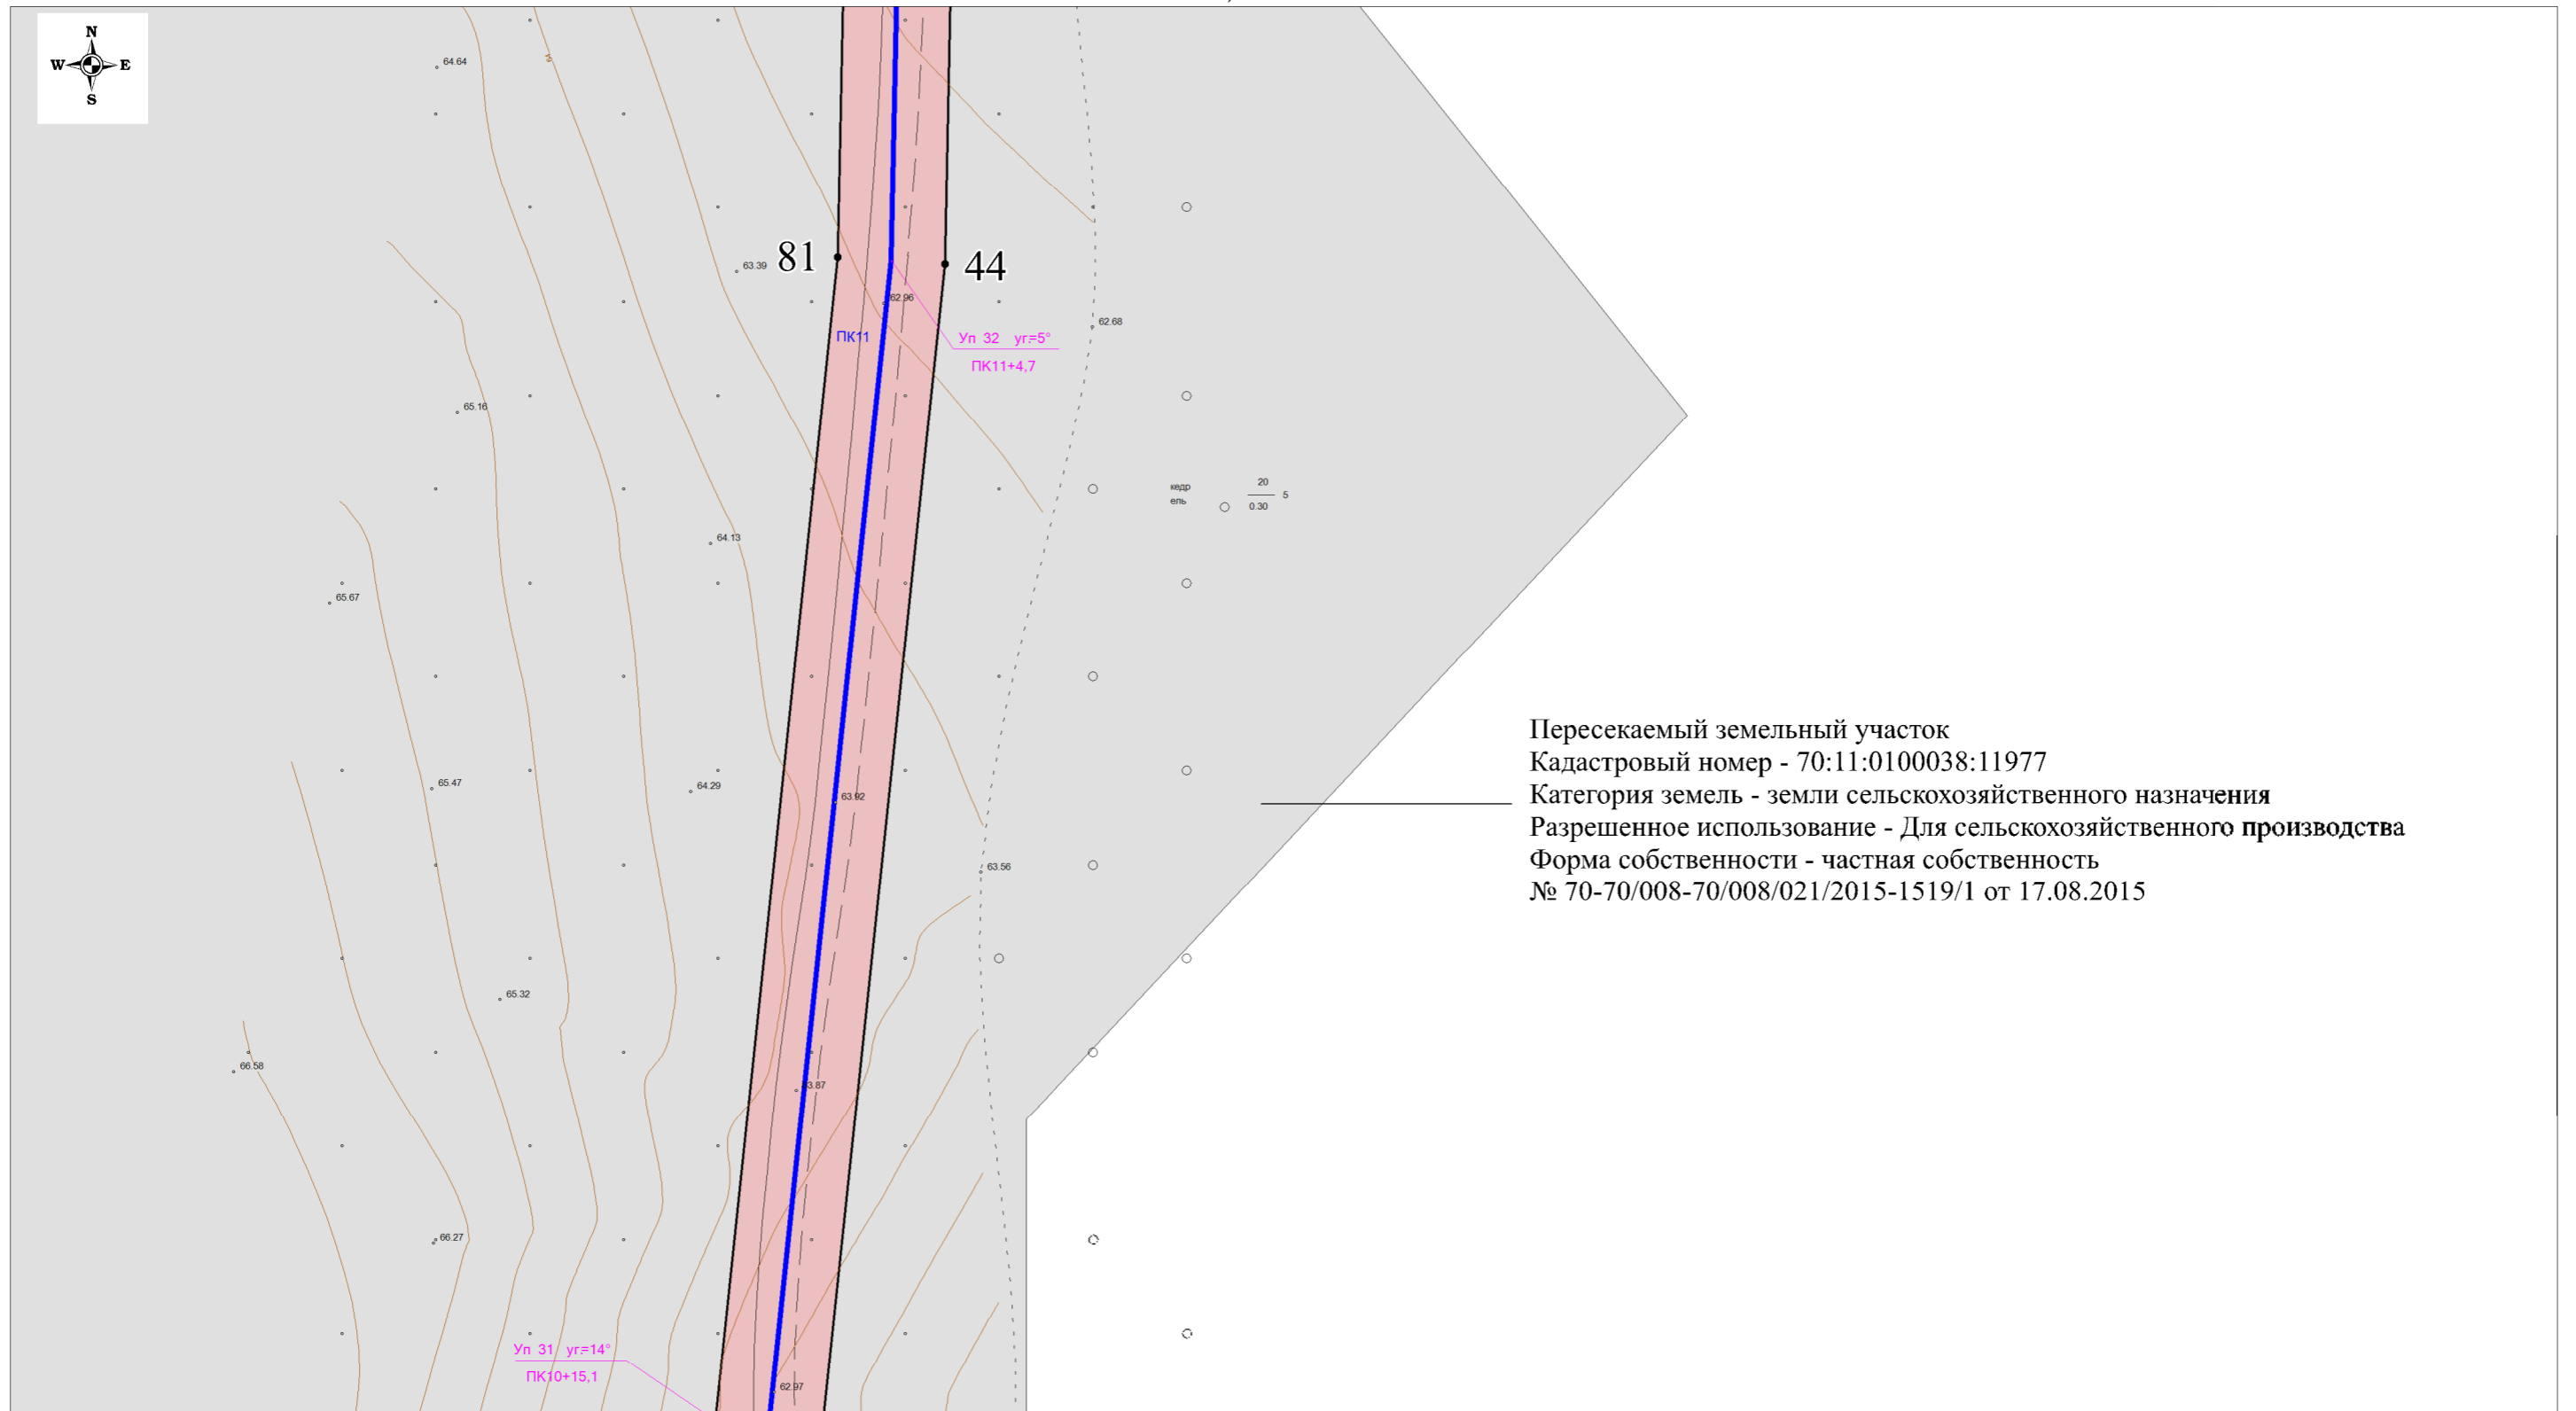 N
W E
S
64.64
81
44
63.39
62.96
ПК11
Уп 32 уг=5°
ПК11+4,7
62.68
65.16
кедр
ель
20
0.30
5
64.13
65.67
Пересекаемый земельный участок
Кадастровый номер - 70:11:0100038:11977
Категория земель - земли сельскохозяйственного назначения
Разрешенное использование - Для сельскохозяйственного производства
Форма собственности - частная собственность
№ 70-70/008-70/008/021/2015-1519/1 от 17.08.2015
65.47
64.29
63.92
63.56
65.32
66.58
66.27
Уп 31 уг=14°
ПК10+15,1
62.97